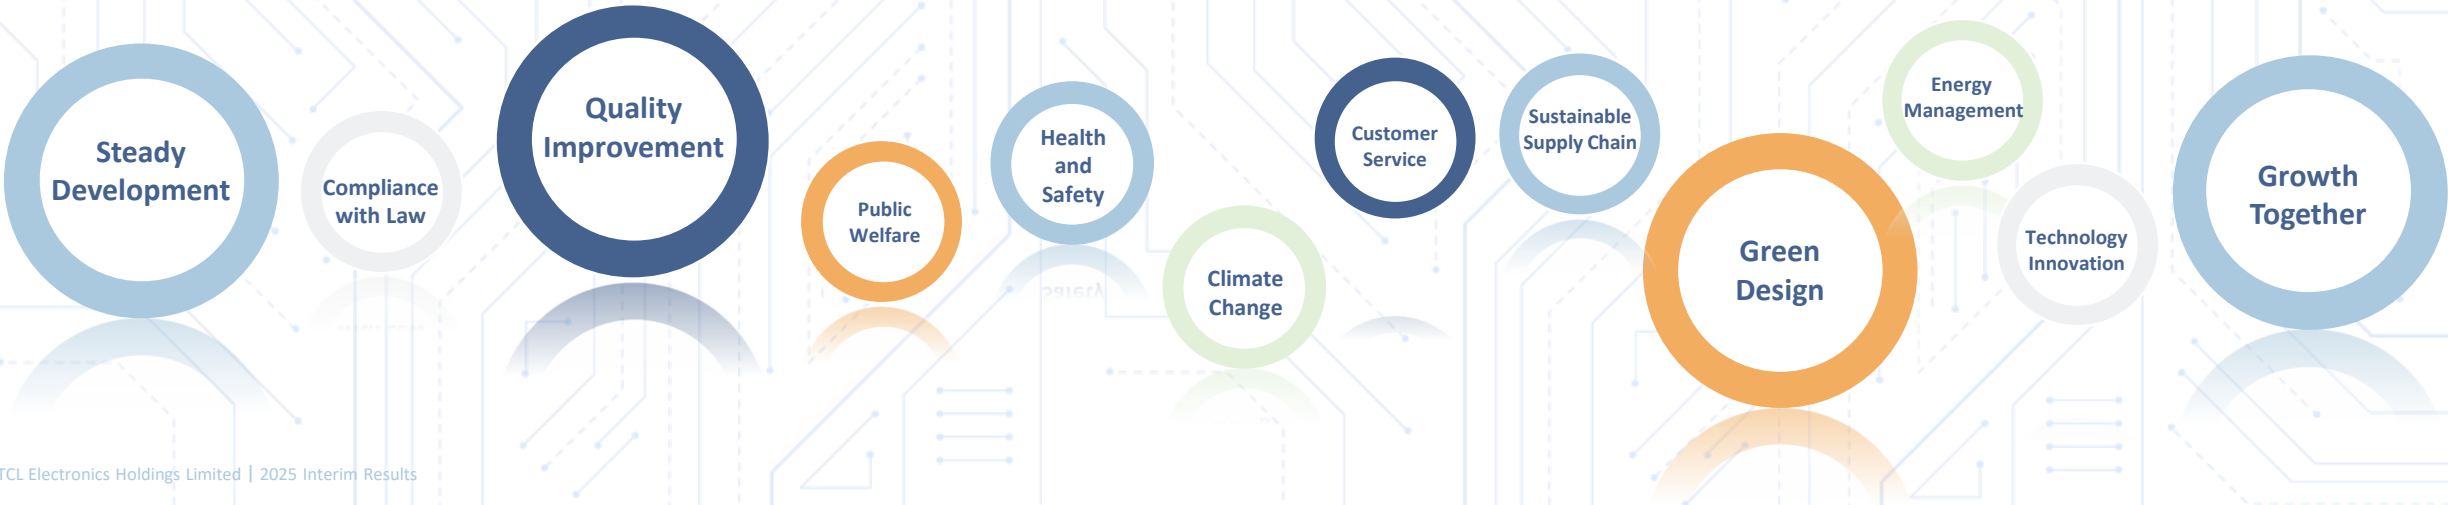 Steady
Development
Compliance
with Law
Quality
Improvement
Public
Welfare
Health
and
Safety
Climate
Change
Customer
Service
Sustainable
Supply Chain
Green
Design
Energy
Management
Technology
Innovation
Growth
Together
TCL Electronics Holdings Limited | 2025 Interim Results